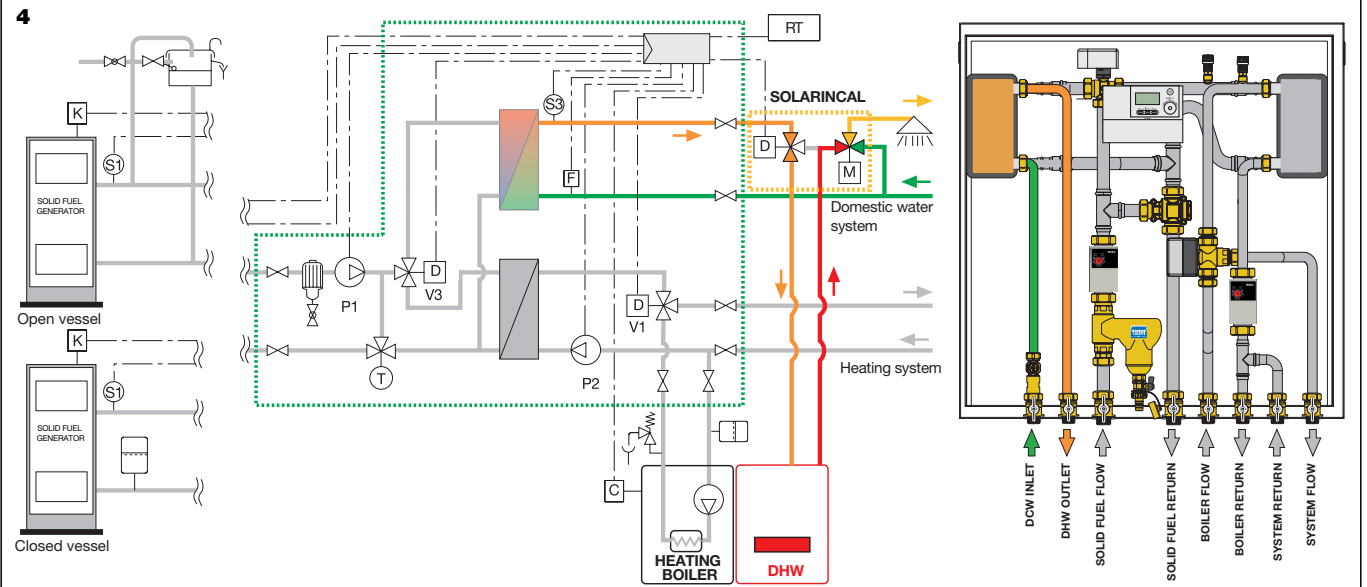 4
RT
K
S3
SOLARINCAL
S1
D
M
SOLID FUEL
GENERATOR
F
Domestic water
system
D
P1
V3
D
V1
Open vessel
K
T
P2
Heating system
S1
SOLID FUEL
GENERATOR
C
HEATING
BOILER
DHW
Closed vessel
DCW INLET
DHW OUTLET
SOLID FUEL FLOW
SOLID FUEL RETURN
BOILER FLOW
BOILER RETURN
SYSTEM RETURN
SYSTEM FLOW